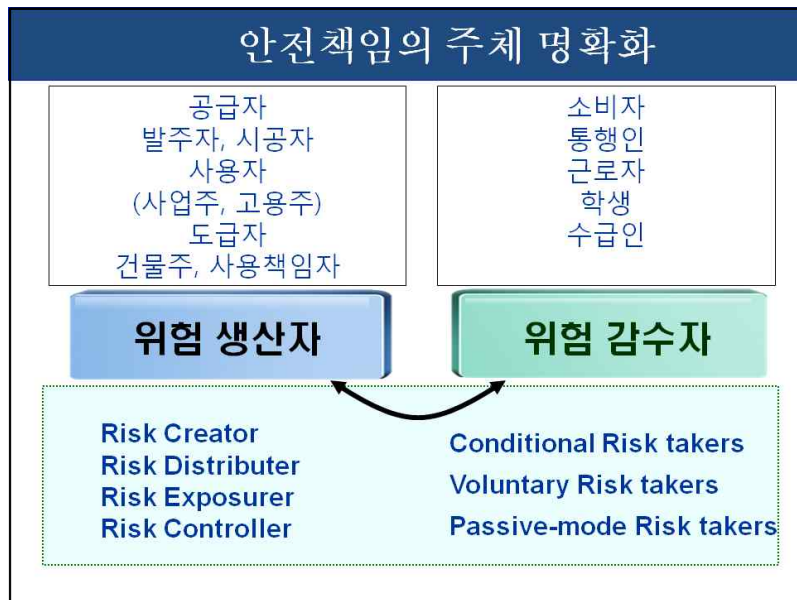 안전책임의 주체 명확화
공급자
발주자, 시공자
사용자
(사업주, 고용주)
도급자
건물주, 사용책임자
소비자
통행인
근로자
학생
수급인
위험 생산자
위험 감수자
Risk Creator
Risk Distributer
Risk Exposurer
Risk Controller
Conditional Risk takers
Voluntary Risk takers
Passive-mode Risk takers